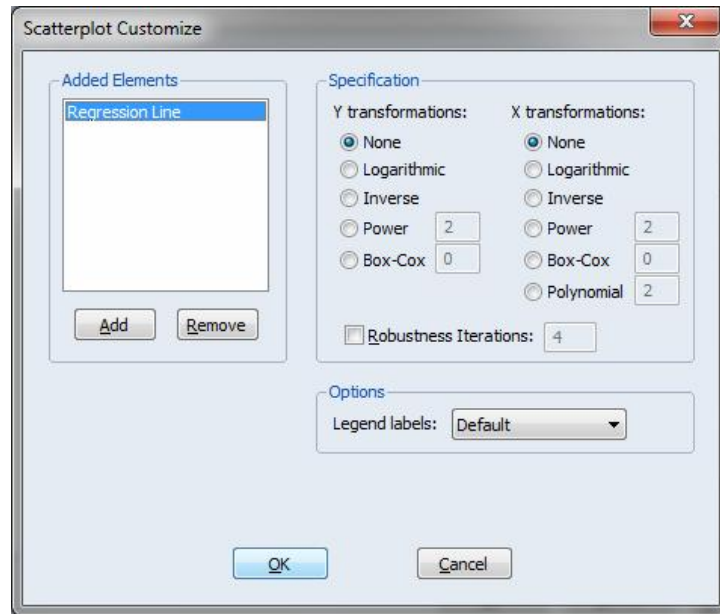 Scatterplot Customize
Added Elements
Regression Line
Add
Remove
Specification
Y transformations:
None
Logarithmic
Inverse
Power 2
Box-Cox 0
X transformations:
None
Logarithmic
Inverse
Power 2
Box-Cox 0
Polynomial 2
Robustness Iterations: 4
Options
Legend labels: Default
OK
Cancel